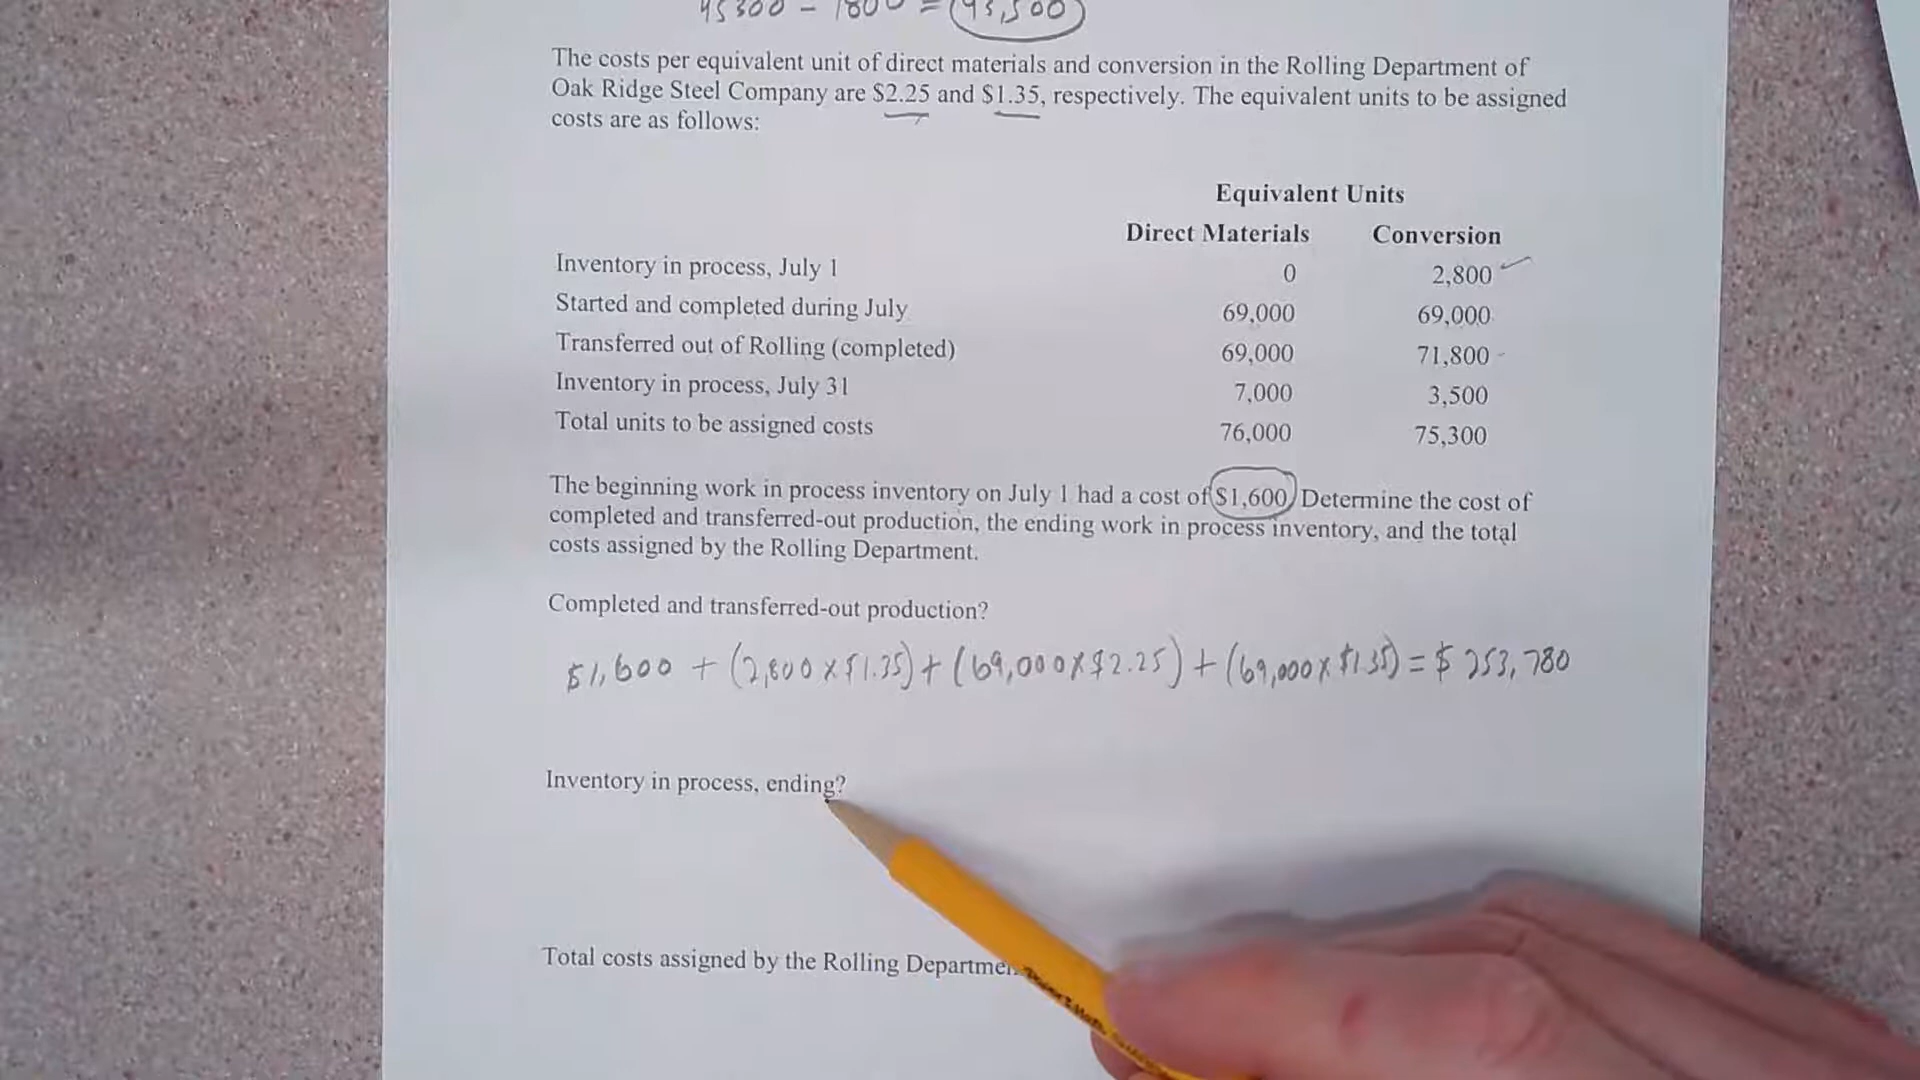 45300 - 1800 = 43,500
The costs per equivalent unit of direct materials and conversion in the Rolling Department of
Oak Ridge Steel Company are $2.25 and $1.35, respectively. The equivalent units to be assigned
costs are as follows:
Equivalent Units
Direct Materials Conversion
Inventory in process, July 1 0 2,800
Started and completed during July 69,000 69,000
Transferred out of Rolling (completed) 69,000 71,800
Inventory in process, July 31 7,000 3,500
Total units to be assigned costs 76,000 75,300
The beginning work in process inventory on July 1 had a cost of $1,600. Determine the cost of
completed and transferred-out production, the ending work in process inventory, and the total
costs assigned by the Rolling Department.
Completed and transferred-out production?
$1,600 + (2,800 x $1.35) + (69,000 x $2.25) + (69,000 x $1.35) = $ 253,780
Inventory in process, ending?
Total costs assigned by the Rolling